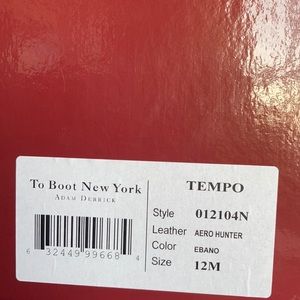 To Boot New York
ADAM DERRICK
6 32449 99668 4
TEMPO
Style 012104N
Leather AERO HUNTER
Color EBANO
Size 12M